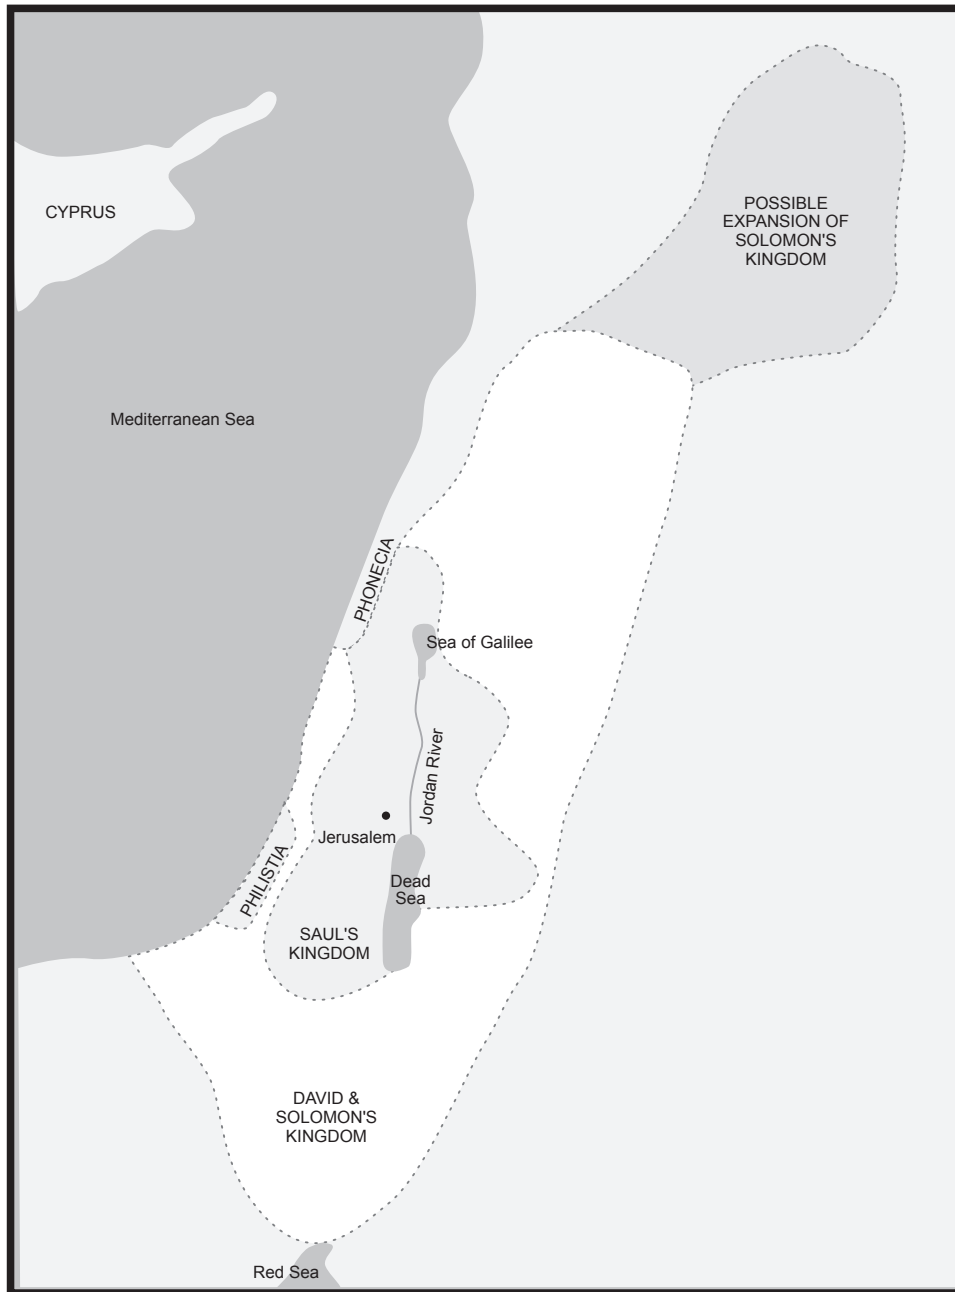 CYPRUS
POSSIBLE
EXPANSION OF
SOLOMON'S
KINGDOM
Mediterranean Sea
PHONECIA
Sea of Galilee
Jordan River
Jerusalem
PHILISTIA
Dead
Sea
SAUL'S
KINGDOM
DAVID &
SOLOMON'S
KINGDOM
Red Sea